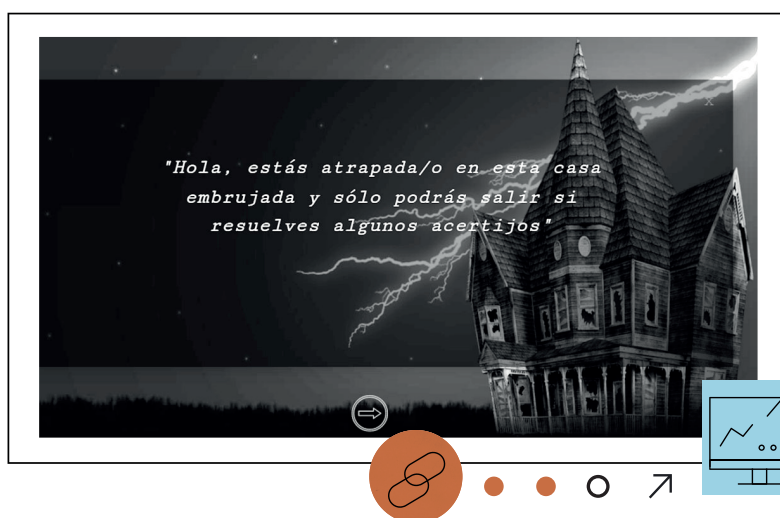 "Hola, estás atrapada/o en esta casa
embrujada y sólo podrás salir si
resuelves algunos acertijos"
X